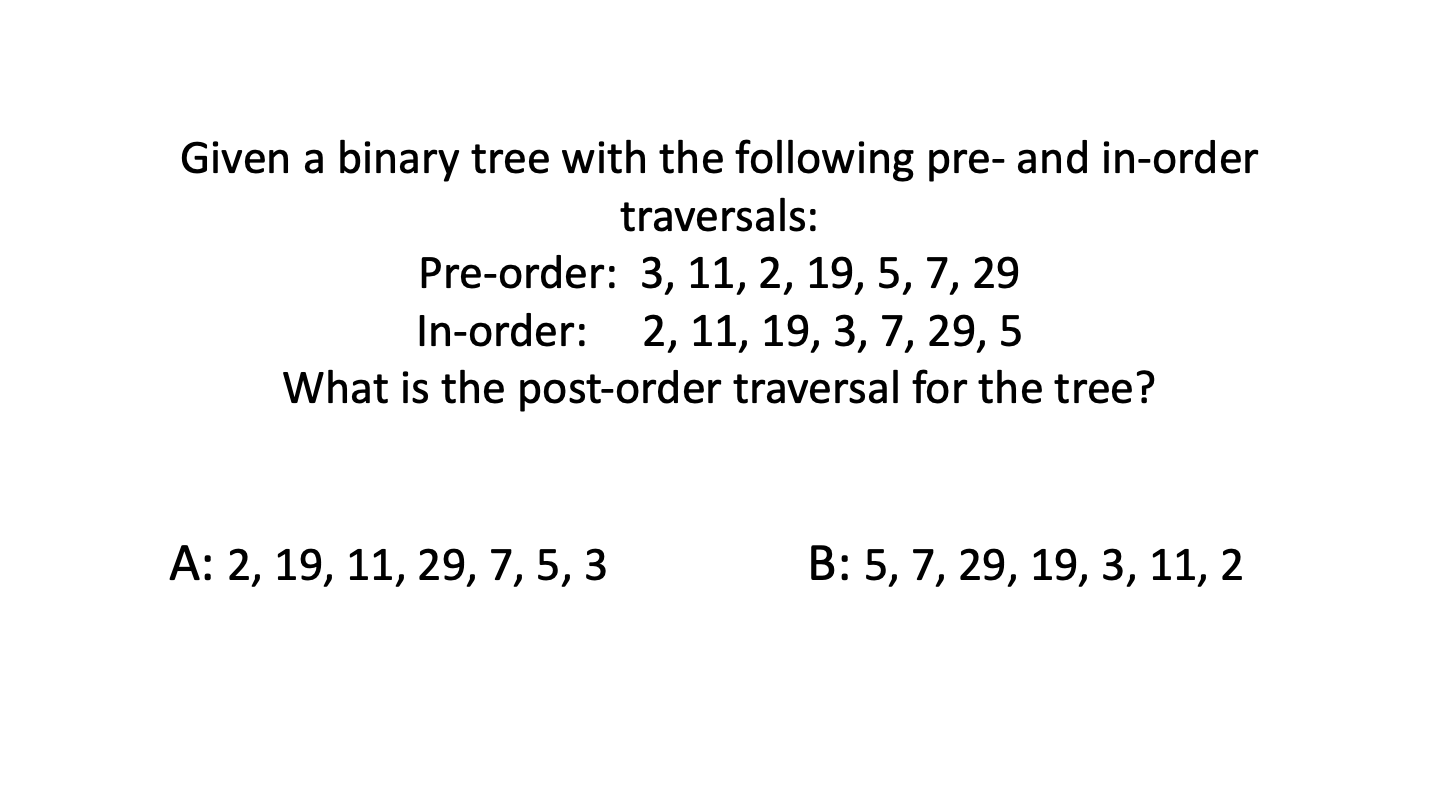 Given a binary tree with the following pre- and in-order
traversals:
Pre-order: 3, 11, 2, 19, 5, 7, 29
In-order: 2, 11, 19, 3, 7, 29, 5
What is the post-order traversal for the tree?
A: 2, 19, 11, 29, 7, 5, 3
B: 5, 7, 29, 19, 3, 11, 2